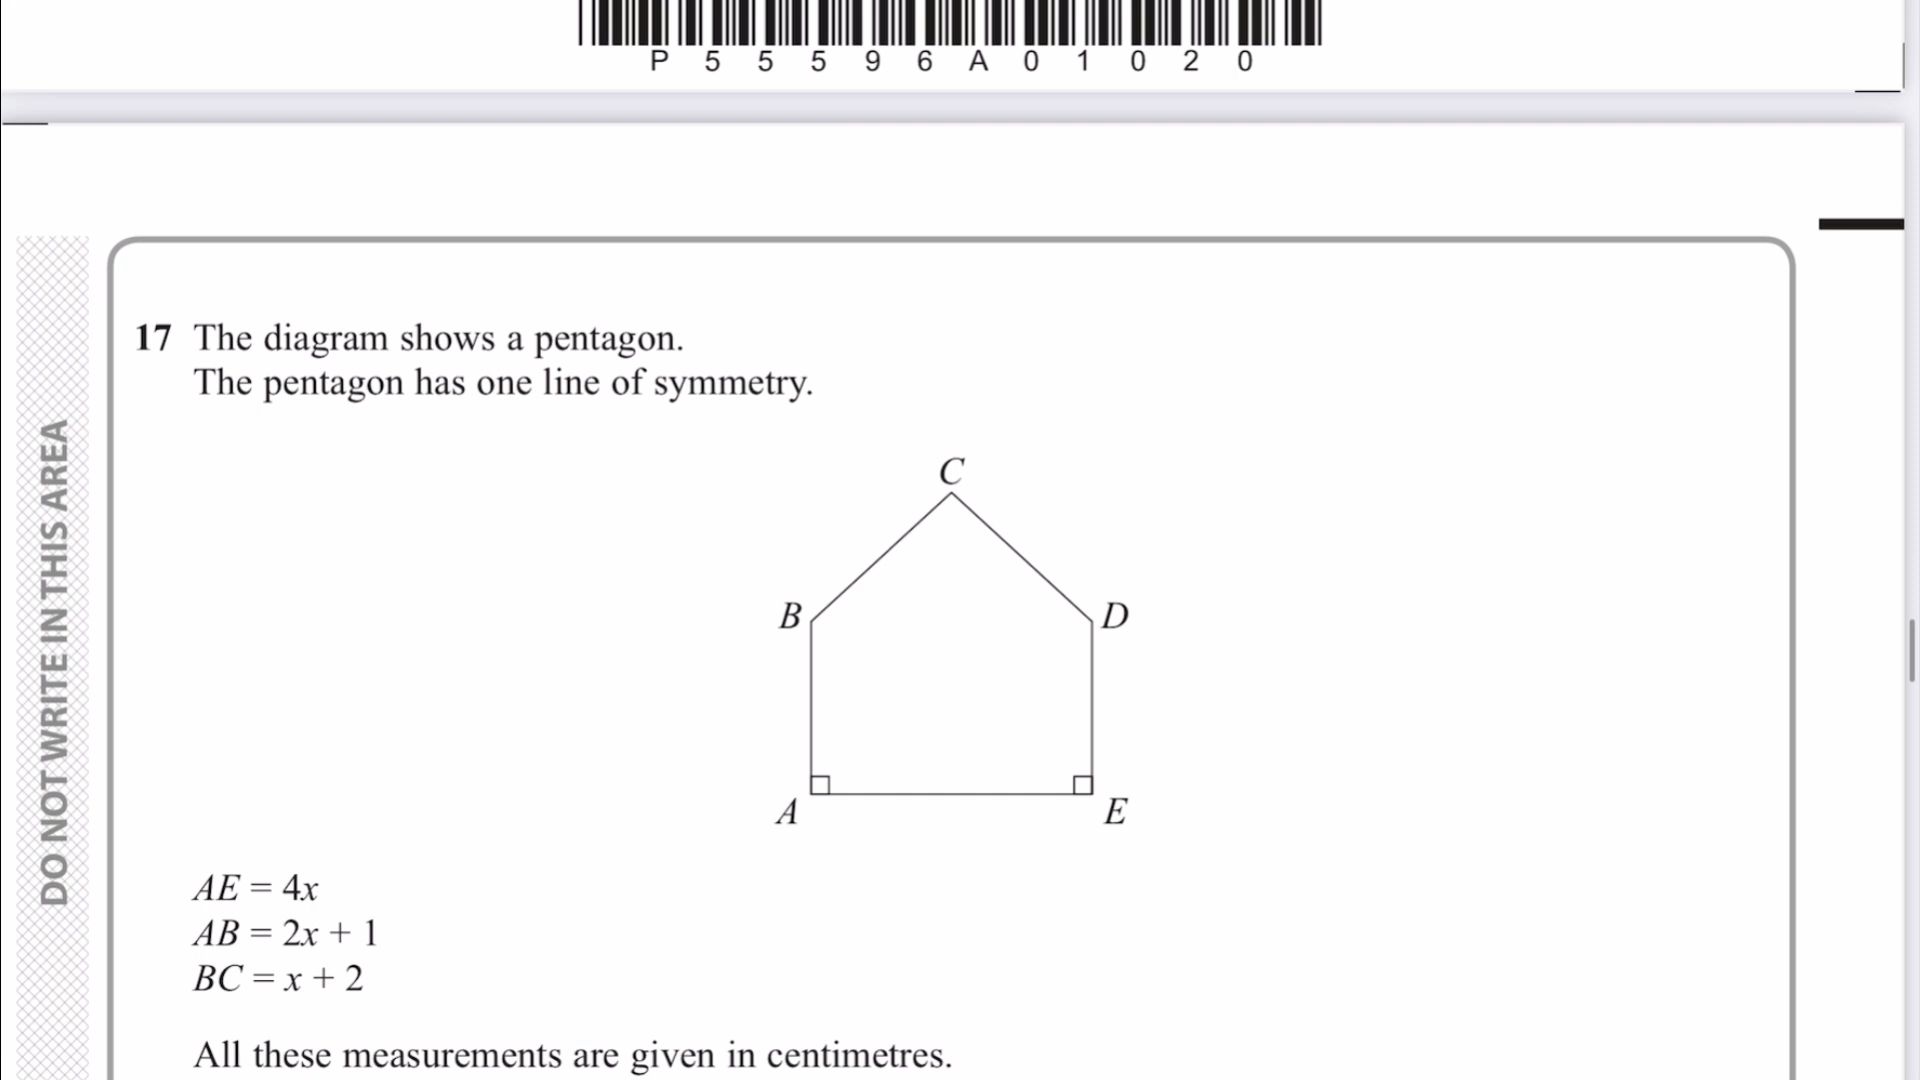 P 5 5 5 9 6 A 0 1 0 2 0
17 The diagram shows a pentagon.
The pentagon has one line of symmetry.
C
B
D
A
E
AE = 4x
AB = 2x + 1
BC = x + 2
All these measurements are given in centimetres.
DO NOT WRITE IN THIS AREA